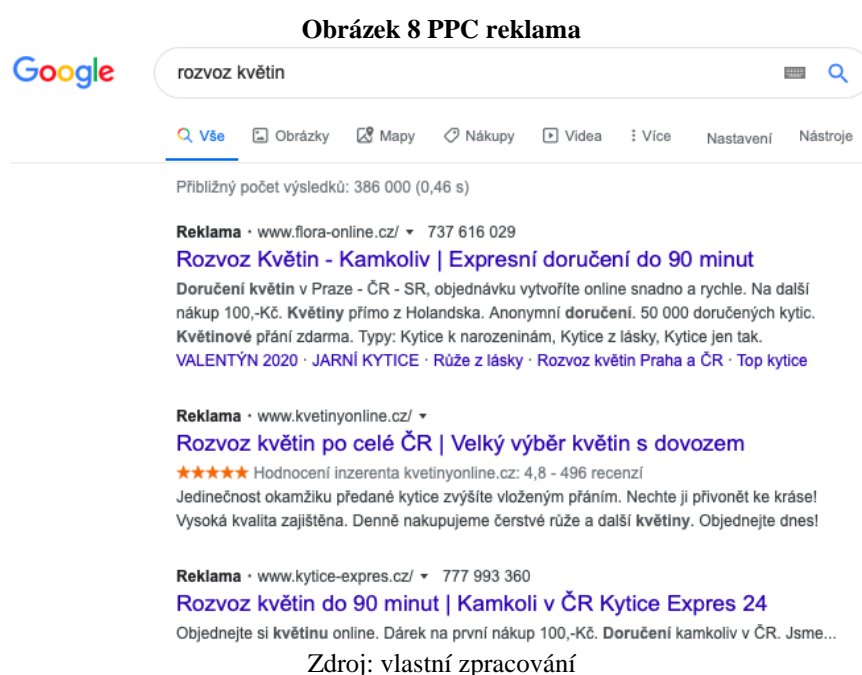 Obrázek 8 PPC reklama
Google rozvoz květin
Vše Obrázky Mapy Nákupy Videa Více Nastavení Nástroje
Přibližný počet výsledků: 386 000 (0,46 s)
Reklama · www.flora-online.cz/ 737 616 029
Rozvoz Květin - Kamkoliv | Expresní doručení do 90 minut
Doručení květin v Praze - ČR - SR, objednávku vytvoříte online snadno a rychle. Na další
nákup 100,-Kč. Květiny přímo z Holandska. Anonymní doručení. 50 000 doručených kytic.
Květinové přání zdarma. Typy: Kytice k narozeninám, Kytice z lásky, Kytice jen tak.
VALENTÝN 2020 · JARNÍ KYTICE · Růže z lásky · Rozvoz květin Praha a ČR · Top kytice
Reklama · www.kvetinyonline.cz/
Rozvoz květin po celé ČR | Velký výběr květin s dovozem
Hodnocení inzerenta kvetinyonline.cz: 4,8 - 496 recenzí
Jedinečnost okamžiku předané kytice zvýšíte vloženým přáním. Nechte ji přivonět ke kráse!
Vysoká kvalita zajištěna. Denně nakupujeme čerstvé růže a další květiny. Objednejte dnes!
Reklama · www.kytice-expres.cz/ 777 993 360
Rozvoz květin do 90 minut | Kamkoli v ČR Kytice Expres 24
Objednejte si květinu online. Dárek na první nákup 100,-Kč. Doručení kamkoliv v ČR. Jsme...
Zdroj: vlastní zpracování